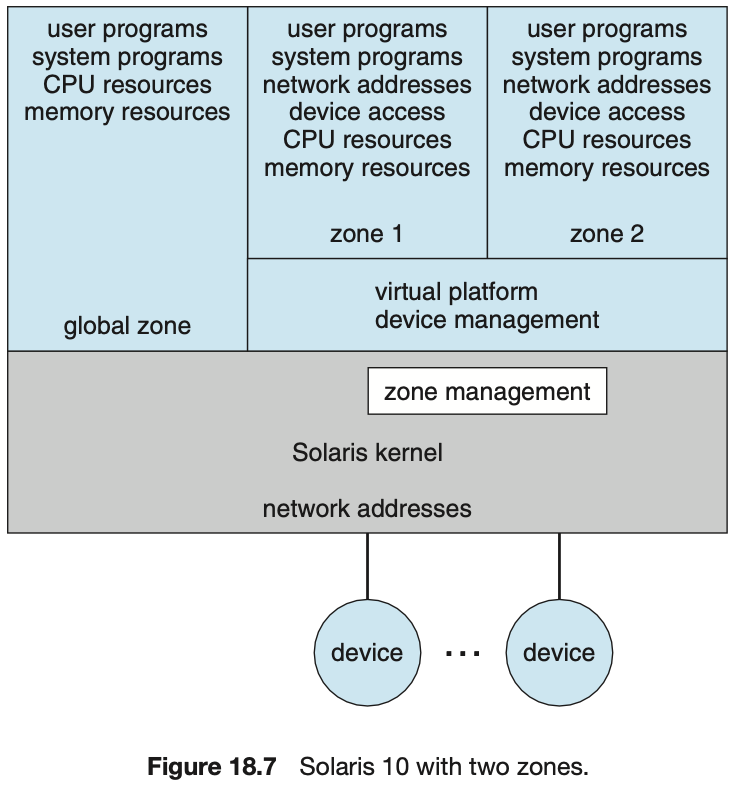 user programs
system programs
CPU resources
memory resources
global zone
user programs
system programs
network addresses
device access
CPU resources
memory resources
zone 1
user programs
system programs
network addresses
device access
CPU resources
memory resources
zone 2
virtual platform
device management
zone management
Solaris kernel
network addresses
device
...
device
Figure 18.7 Solaris 10 with two zones.